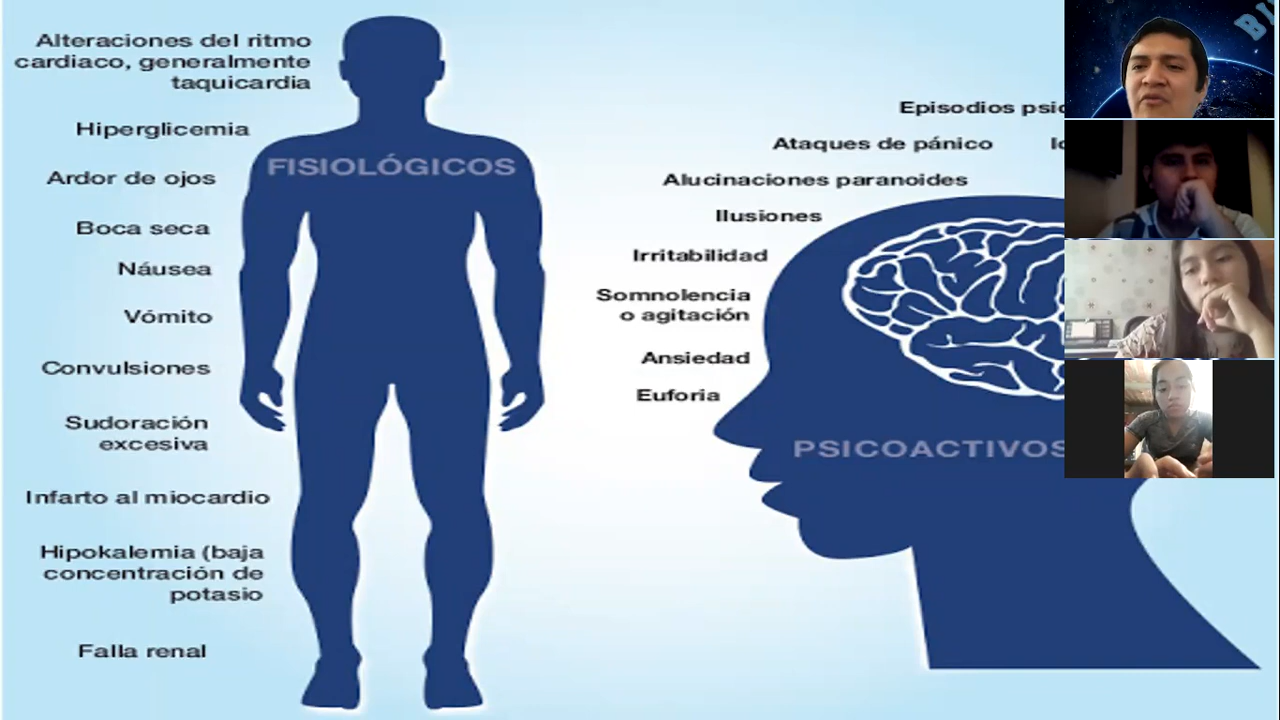 Alteraciones del ritmo
cardiaco, generalmente
taquicardia
Hiperglicemia
Ardor de ojos
Boca seca
Náusea
Vómito
Convulsiones
Sudoración
excesiva
Infarto al miocardio
Hipokalemia (baja
concentración de
potasio
Falla renal
FISIOLÓGICOS
Episodios
Ataques de pánico
Alucinaciones paranoides
Ilusiones
Irritabilidad
Somnolencia
o agitación
Ansiedad
Euforia
PSICOACTIVOS